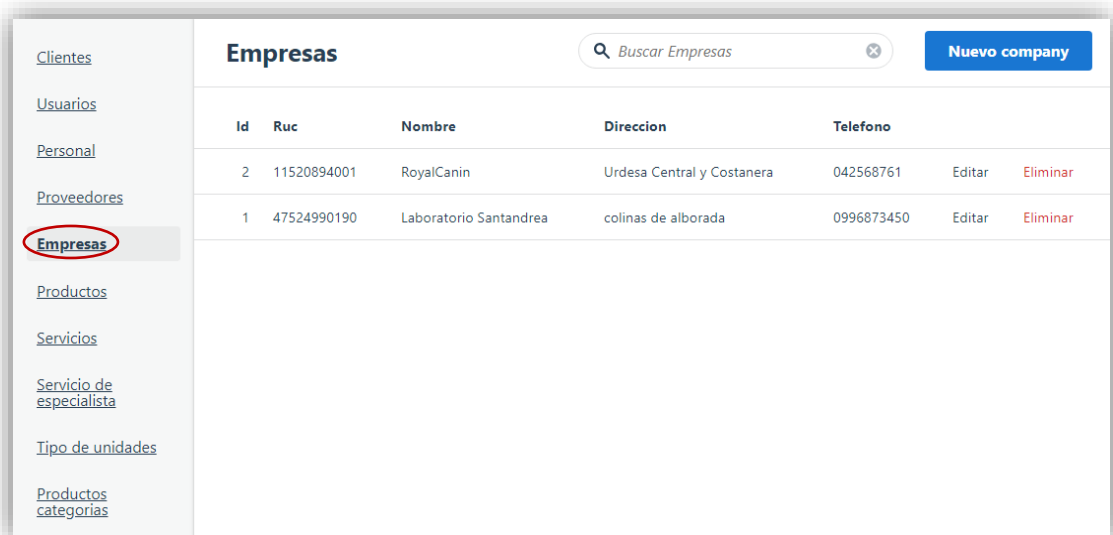 Clientes
Usuarios
Personal
Proveedores
Empresas
Productos
Servicios
Servicio de
especialista
Tipo de unidades
Productos
categorias
Empresas
Buscar Empresas
Nuevo company
Id Ruc Nombre Direccion Telefono
2 11520894001 RoyalCanin Urdesa Central y Costanera 042568761 Editar Eliminar
1 47524990190 Laboratorio Santandrea colinas de alborada 0996873450 Editar Eliminar